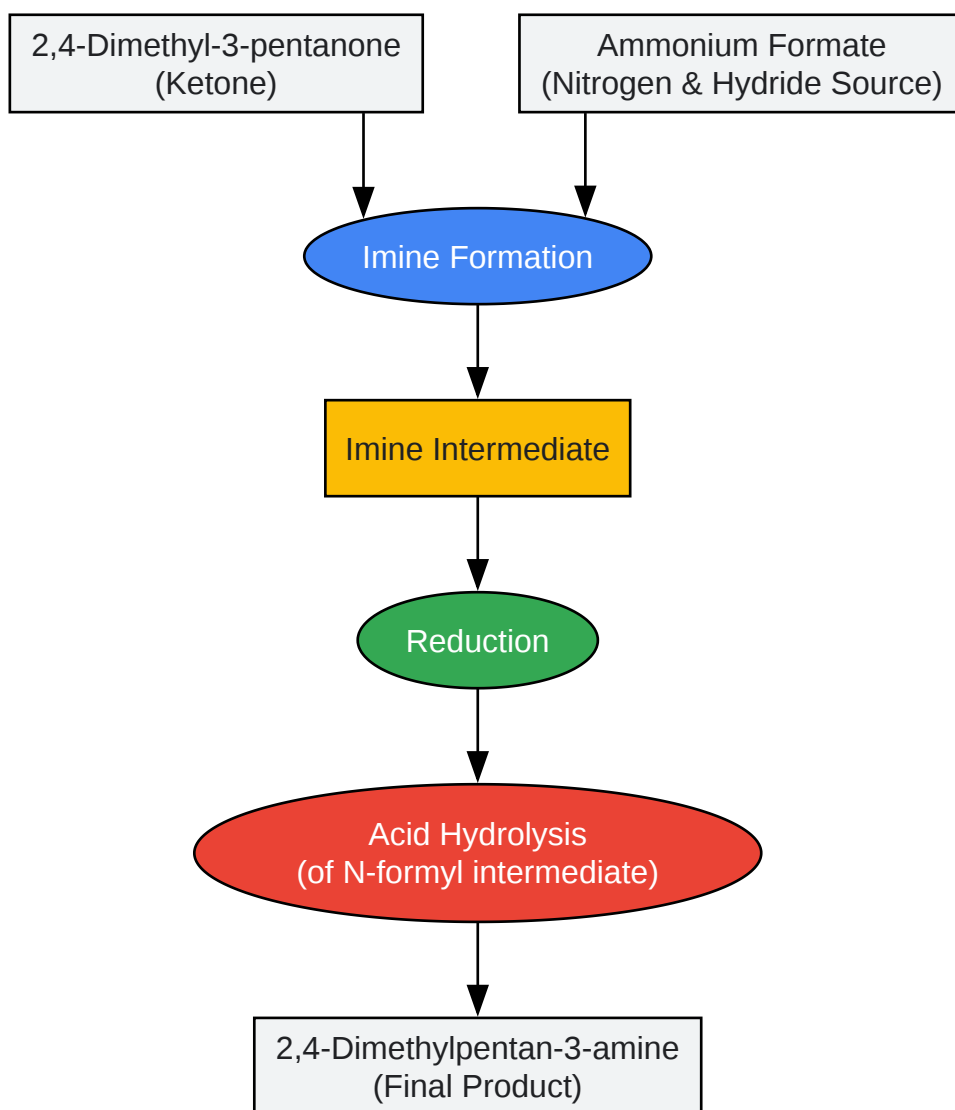 2,4-Dimethyl-3-pentanone
(Ketone)
Ammonium Formate
(Nitrogen & Hydride Source)
Imine Formation
Imine Intermediate
Reduction
Acid Hydrolysis
(of N-formyl intermediate)
2,4-Dimethylpentan-3-amine
(Final Product)